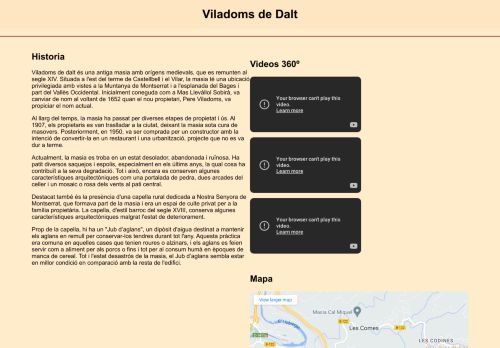 Viladoms de Dalt
Historia
Viladoms de dalt és una antiga masia amb orígens medievals, que es remunten al
segle XIV. Situada a l'est del terme de Castellbell i el Vilar, la masia té una ubicació
privilegiada amb vistes a la Muntanya de Montserrat i a l'esplanada del Bages i
part del Vallès Occidental. Inicialment coneguda com a Mas Llevallol Sobirà, va
canviar de nom al voltant de 1652 quan el nou propietari, Pere Viladoms, va
propiciar el nom actual.
Al llarg del temps, la masia ha passat per diverses etapes de propietat i ús. Al
1907, els propietaris es van traslladar a la ciutat, deixant la masia sota cura de
masovers. Posteriorment, en 1950, va ser comprada per un constructor amb la
intenció de convertir-la en un restaurant i una urbanització, projecte que no es va
dur a terme.
Actualment, la masia es troba en un estat desolador, abandonada i ruïnosa. Ha
patit diversos saquejos i espolis, especialment en els últims anys, la qual cosa ha
contribuït a la seva degradació. Tot i això, encara es conserven algunes
característiques arquitectòniques com una portalada de pedra, dues arcades del
celler i un mosaic o rosa dels vents al pati central.
Destacat també és la presència d'una capella rural dedicada a Nostra Senyora de
Montserrat, que formava part de la masia i era un espai de culte privat per a la
família propietària. La capella, d'estil barroc del segle XVIII, conserva algunes
característiques arquitectòniques malgrat l'estat de deteriorament.
Prop de la capella, hi ha un "Jub d'aglans", un dipòsit d'aigua destinat a mantenir
els aglans en remull per conservar-los tendres durant tot l'any. Aquesta pràctica
era comuna en aquelles cases que tenien roures o alzinars, i els aglans es feien
servir com a aliment per als porcs o fins i tot per al consum humà en èpoques de
manca de cereal. Tot i l'estat desastrós de la masia, el Jub d'aglans sembla estar
en millor condició en comparació amb la resta de l'edifici.
Videos 360º
Your browser can't play this
video.
Learn more
Your browser can't play this
video.
Learn more
Your browser can't play this
video.
Learn more
Mapa
View larger map
Masia Cal Miquel
Les Comes
LES CODINES